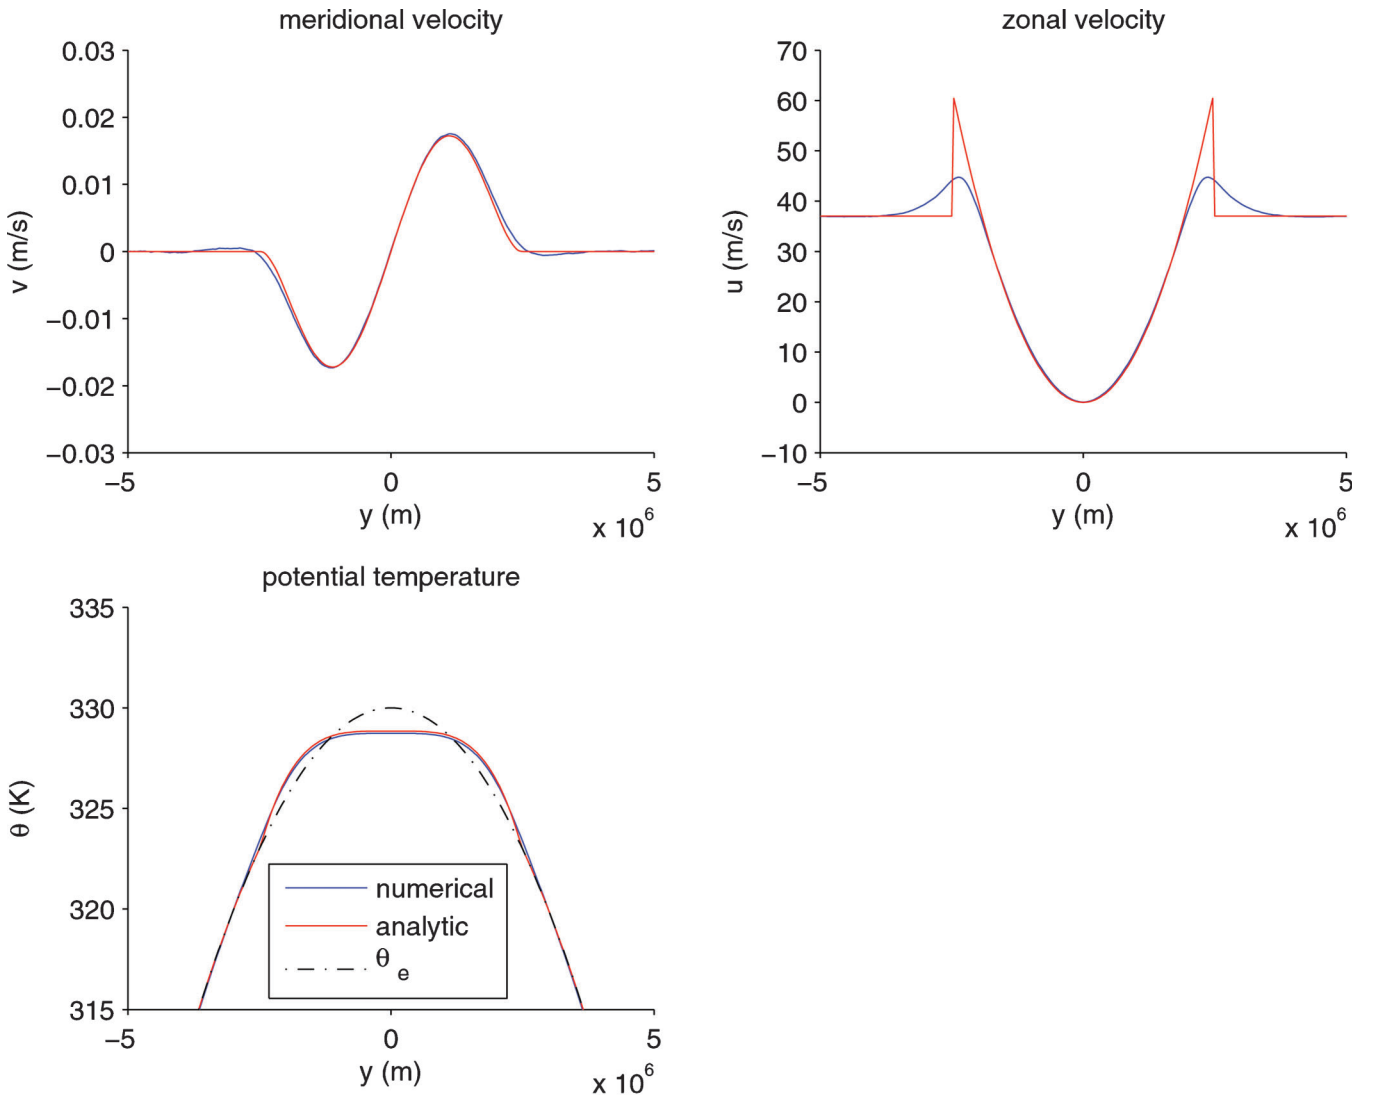 meridional velocity
0.03
0.02
0.01
0
−0.01
−0.02
−0.03
v (m/s)
−5
0
5
y (m)
x 10^6
zonal velocity
70
60
50
40
30
20
10
0
−10
u (m/s)
−5
0
5
y (m)
x 10^6
potential temperature
335
330
325
320
315
θ (K)
numerical
analytic
θ_e
−5
0
5
y (m)
x 10^6